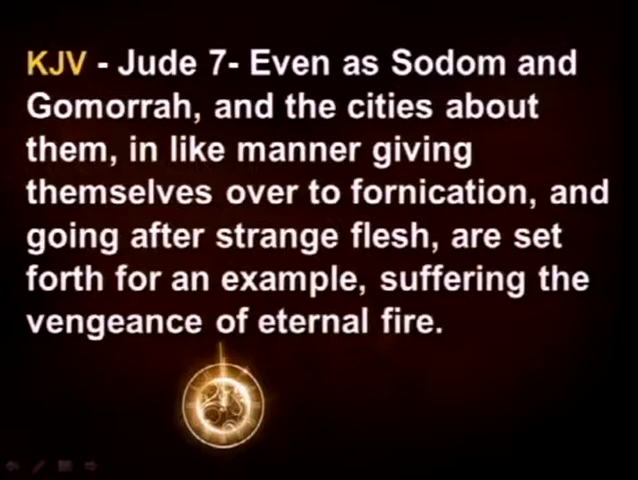 KJV - Jude 7- Even as Sodom and
Gomorrah, and the cities about
them, in like manner giving
themselves over to fornication, and
going after strange flesh, are set
forth for an example, suffering the
vengeance of eternal fire.